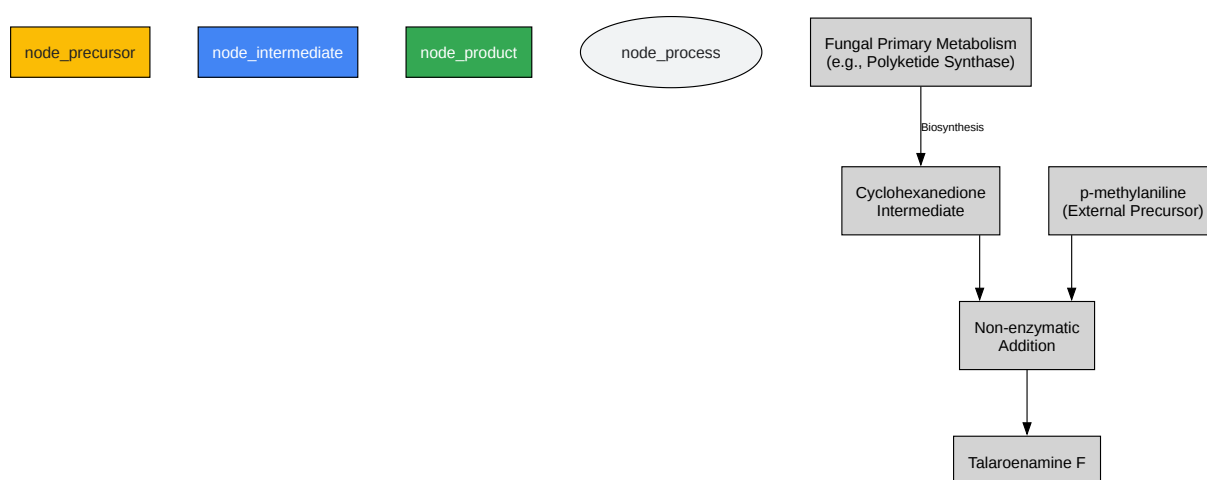 node_precursor
node_intermediate
node_product
node_process
Fungal Primary Metabolism
(e.g., Polyketide Synthase)
Biosynthesis
Cyclohexanedione
Intermediate
p-methylaniline
(External Precursor)
Non-enzymatic
Addition
Talaroenamine F